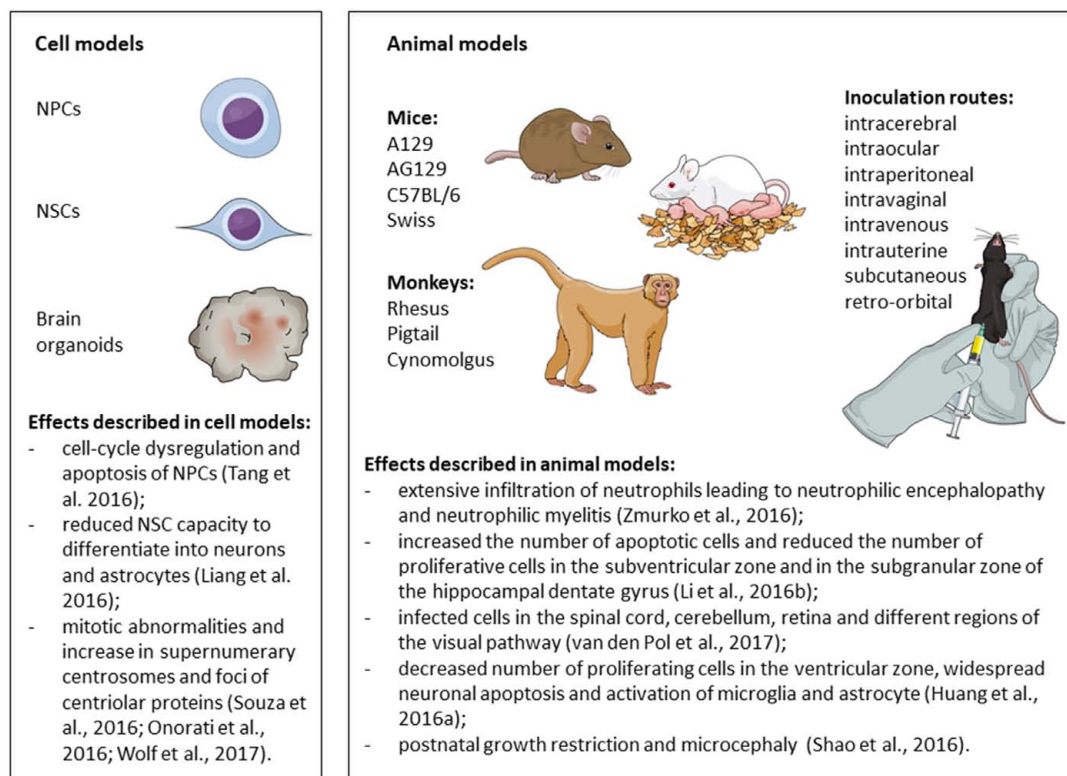 Cell models
NPCs
NSCs
Brain
organoids
Effects described in cell models:
- cell-cycle dysregulation and
apoptosis of NPCs (Tang et
al. 2016);
- reduced NSC capacity to
differentiate into neurons
and astrocytes (Liang et al.
2016);
- mitotic abnormalities and
increase in supernumerary
centrosomes and foci of
centriolar proteins (Souza et
al., 2016; Onorati et al.,
2016; Wolf et al., 2017).
Animal models
Mice:
A129
AG129
C57BL/6
Swiss
Monkeys:
Rhesus
Pigtail
Cynomolgus
Inoculation routes:
intracerebral
intraocular
intraperitoneal
intravaginal
intravenous
intrauterine
subcutaneous
retro-orbital
Effects described in animal models:
- extensive infiltration of neutrophils leading to neutrophilic encephalopathy
and neutrophilic myelitis (Zmurko et al., 2016);
- increased the number of apoptotic cells and reduced the number of
proliferative cells in the subventricular zone and in the subgranular zone of
the hippocampal dentate gyrus (Li et al., 2016b);
- infected cells in the spinal cord, cerebellum, retina and different regions of
the visual pathway (van den Pol et al., 2017);
- decreased number of proliferating cells in the ventricular zone, widespread
neuronal apoptosis and activation of microglia and astrocyte (Huang et al.,
2016a);
- postnatal growth restriction and microcephaly (Shao et al., 2016).